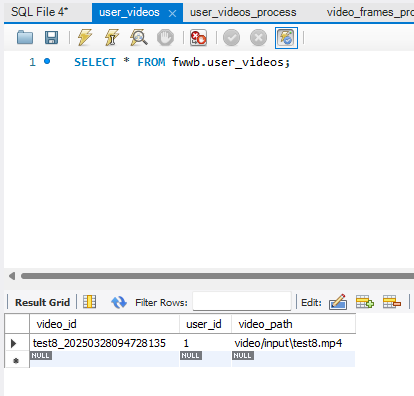 SQL File 4* user_videos × user_videos_process video_frames_pro
1 SELECT * FROM fwwb.user_videos;
Result Grid Filter Rows: Edit:
video_id user_id video_path
test8_20250328094728135 1 video/input\test8.mp4
NULL NULL NULL